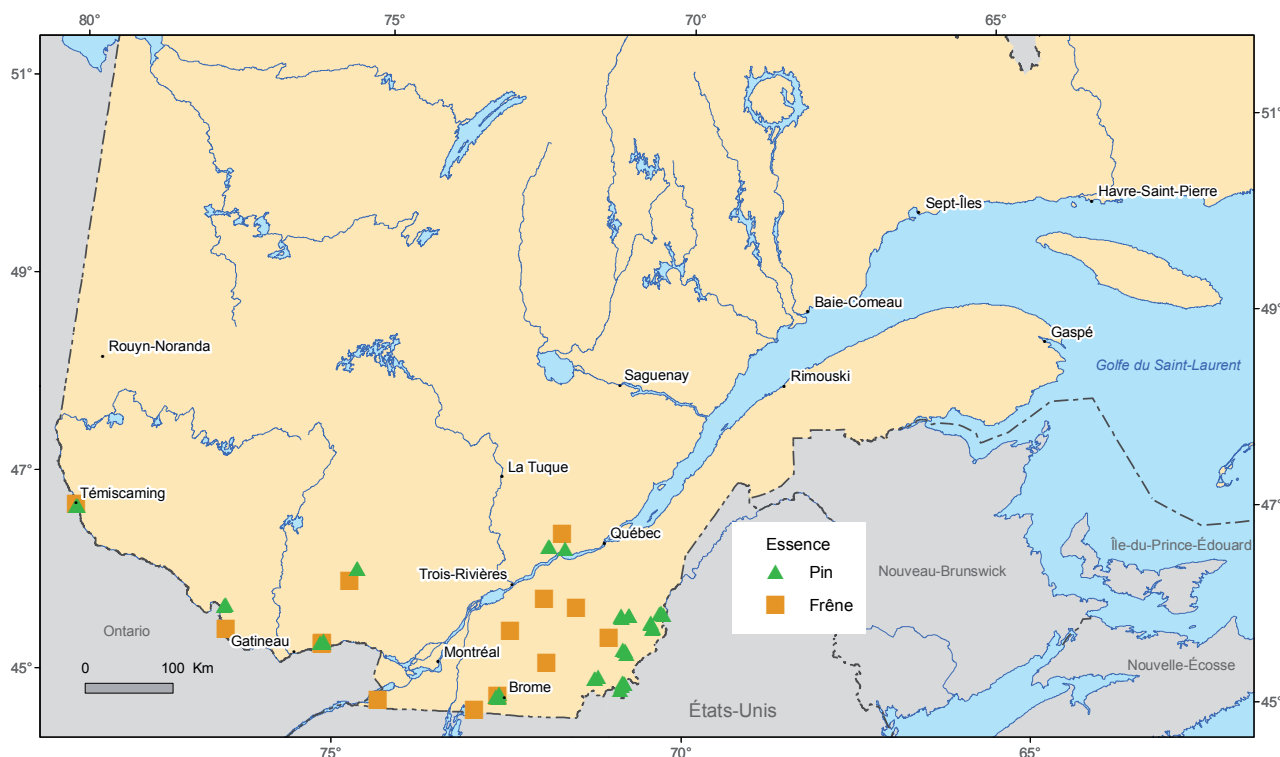 80°
75°
70°
65°
51°
51°
Havre-Saint-Pierre
Sept-Îles
49°
Baie-Comeau
49°
Gaspé
Rouyn-Noranda
Golfe du Saint-Laurent
Saguenay
Rimouski
47°
La Tuque
Témiscaming
47°
Québec
Essence
Île-du-Prince-Édouard
Trois-Rivières
Pin
Nouveau-Brunswick
Frêne
Ontario
Gatineau
Montréal
45°
0 100 Km
Nouvelle-Écosse
Brome
États-Unis
45°
75°
70°
65°